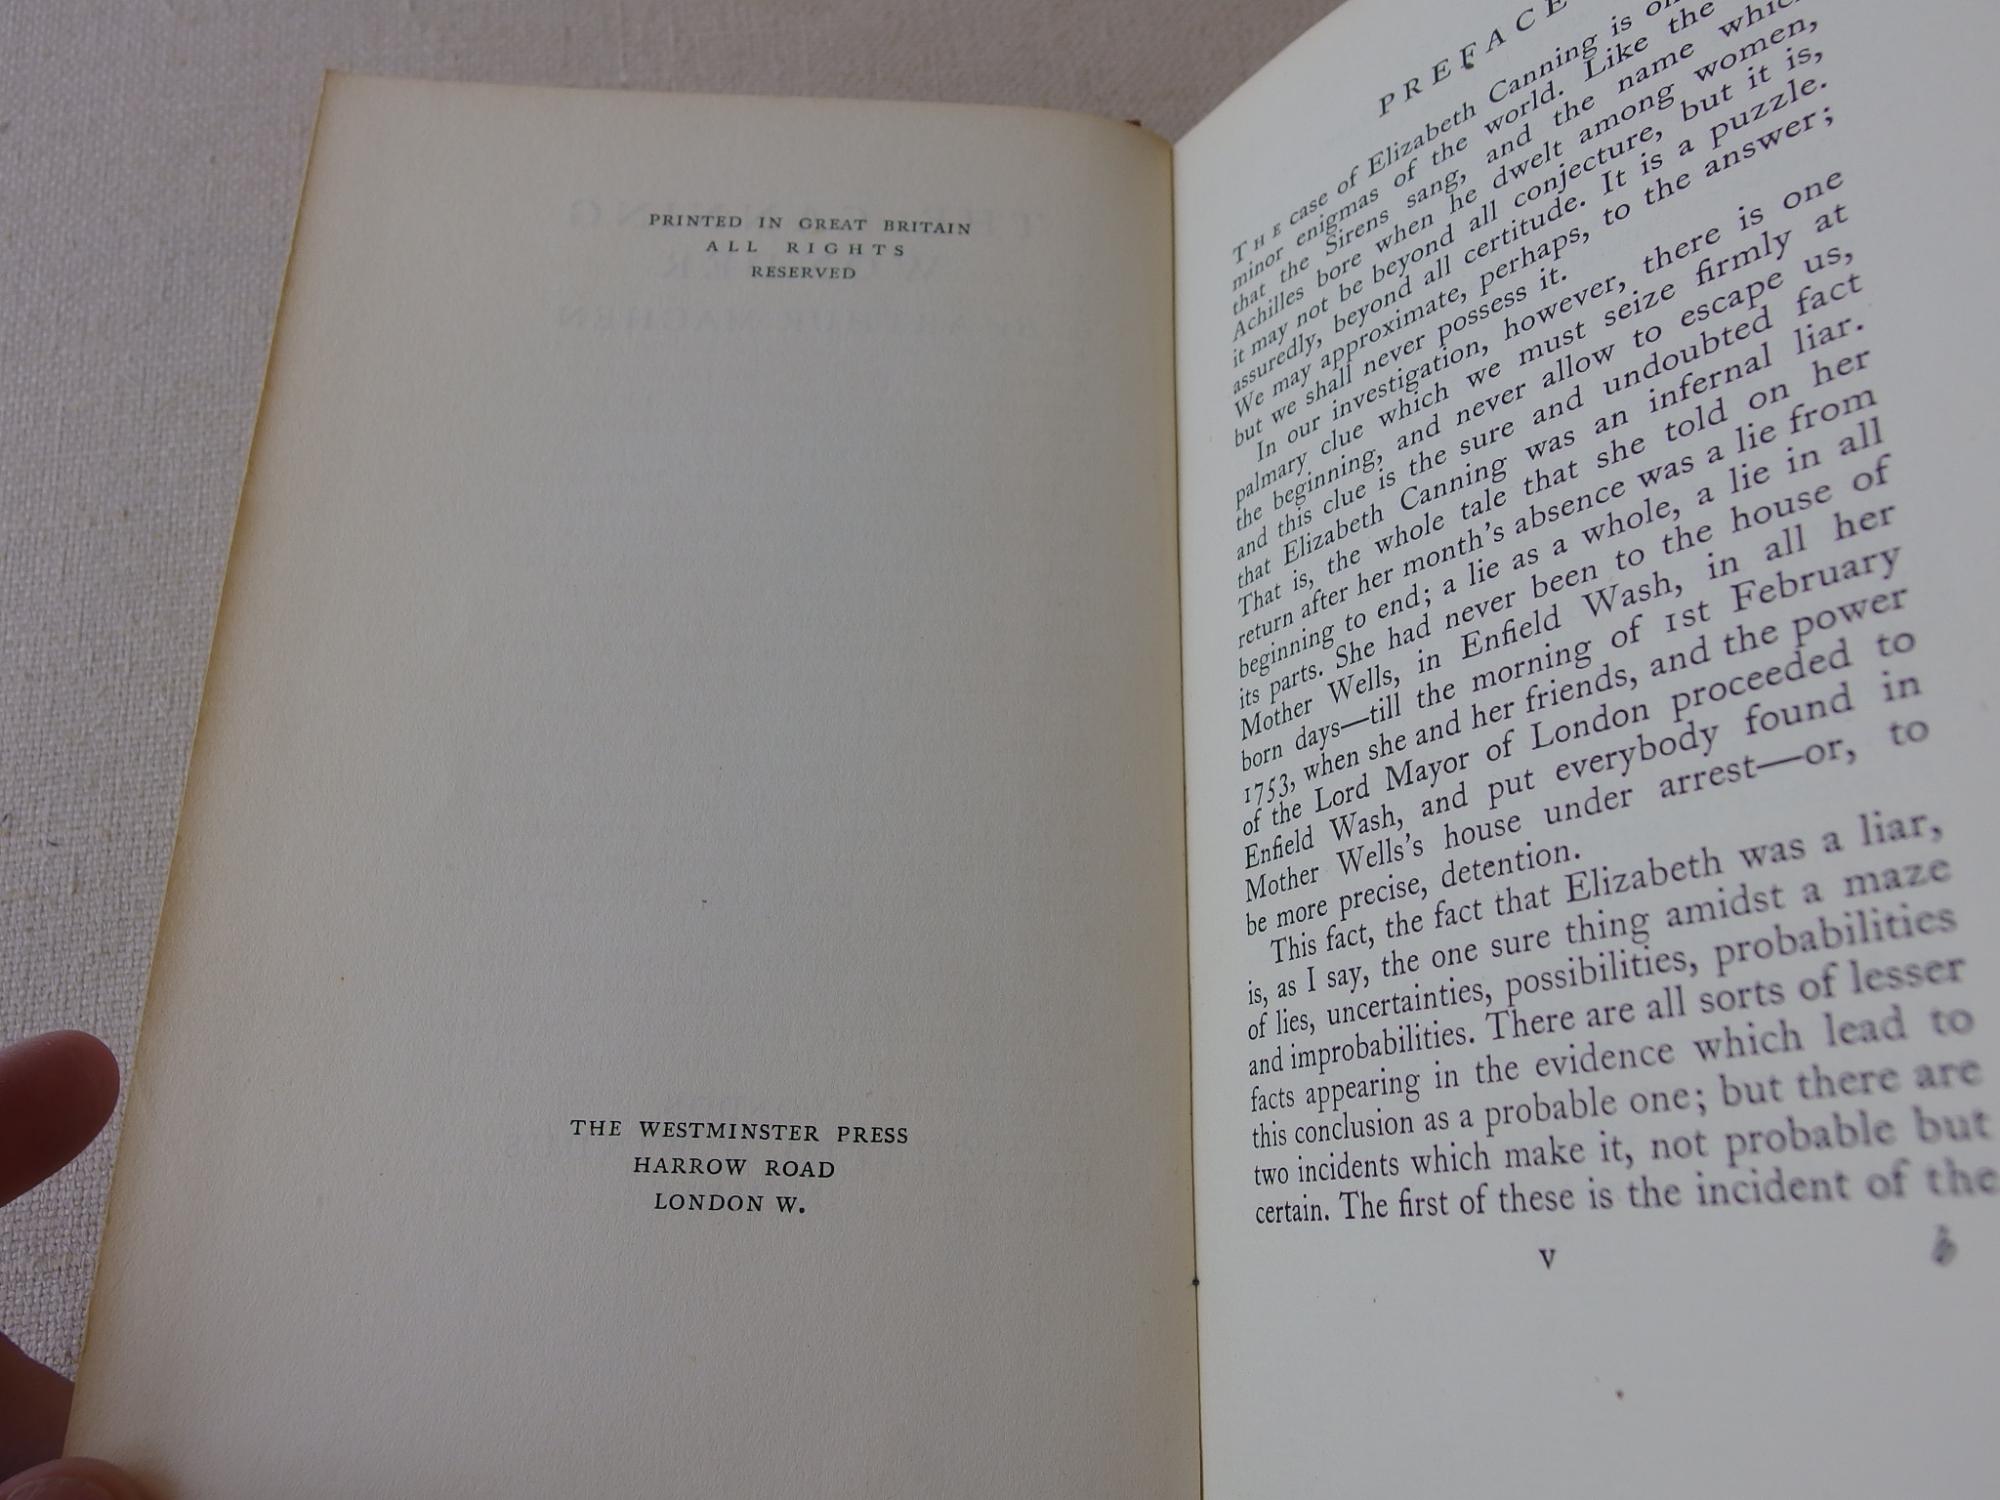 PRINTED IN GREAT BRITAIN
ALL RIGHTS
RESERVED
THE WESTMINSTER PRESS
HARROW ROAD
LONDON W.
PREFACE
THE case of Elizabeth Canning is
minor enigmas of the world. Like the
that the Sirens sang, and the name which
Achilles bore when he dwelt among women,
it may not be beyond all conjecture, but it is,
assuredly, beyond all certitude. It is a puzzle.
We may approximate, perhaps, to the answer;
but we shall never possess it.
In our investigation, however, there is one
palmary clue which we must seize firmly at
the beginning, and never allow to escape us,
and this clue is the sure and undoubted fact
that Elizabeth Canning was an infernal liar.
That is, the whole tale that she told on her
return after her month's absence was a lie from
beginning to end; a lie as a whole, a lie in all
its parts. She had never been to the house of
Mother Wells, in Enfield Wash, in all her
born days—till the morning of 1st February
1753, when she and her friends, and the power
of the Lord Mayor of London proceeded to
Enfield Wash, and put everybody found in
Mother Wells's house under arrest—or, to
be more precise, detention.
This fact, the fact that Elizabeth was a liar,
is, as I say, the one sure thing amidst a maze
of lies, uncertainties, possibilities, probabilities
and improbabilities. There are all sorts of lesser
facts appearing in the evidence which lead to
this conclusion as a probable one; but there are
two incidents which make it, not probable but
certain. The first of these is the incident of the
v
b